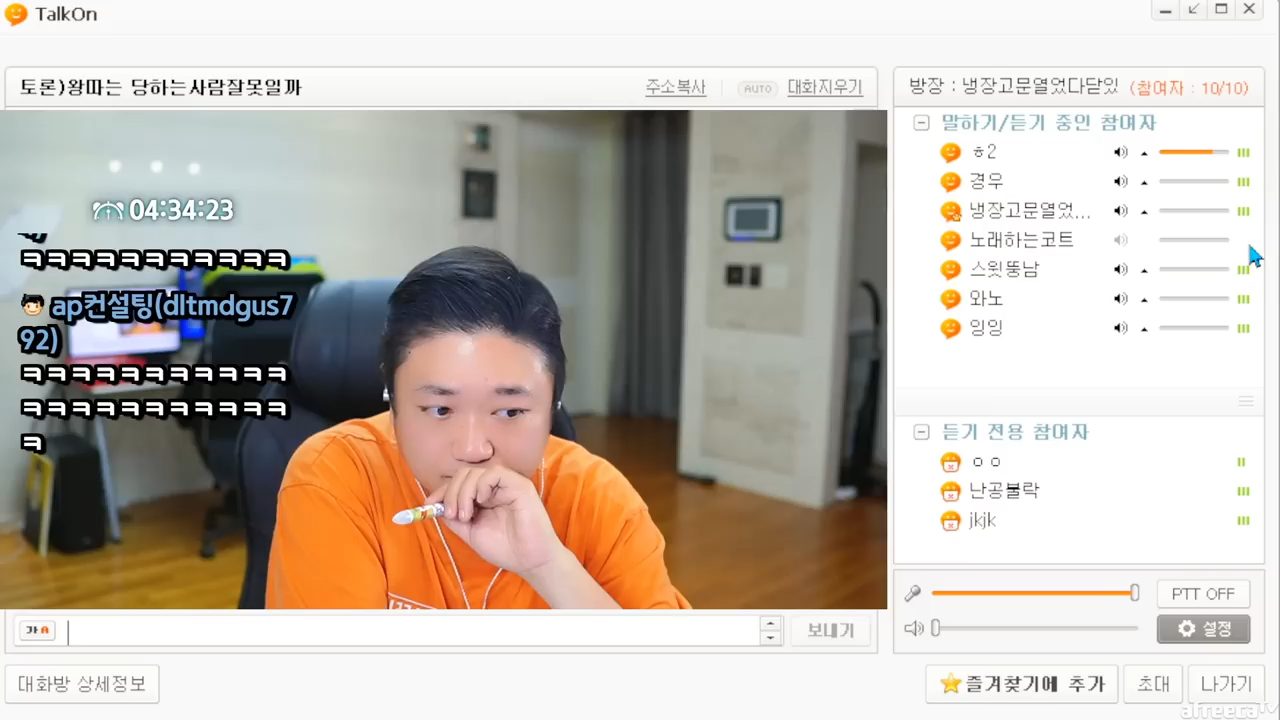 TalkOn
토론)왕따는 당하는사람잘못일까
주소복사
AUTO
대화지우기
방장 : 냉장고문열었다닫있
(참여자 : 10/10)
말하기/듣기 중인 참여자
ㅎ2
경우
냉장고문열었...
노래하는코트
스윗뚱남
와노
잉잉
듣기 전용 참여자
ㅇㅇ
난공불락
jkjk
04:34:23
ㅋㅋㅋㅋㅋㅋㅋㅋㅋㅋㅋ
ap컨설팅(dltmdgus7
92)
ㅋㅋㅋㅋㅋㅋㅋㅋㅋㅋㅋ
ㅋㅋㅋㅋㅋㅋㅋㅋㅋㅋㅋ
ㅋ
가A
보내기
PTT OFF
설정
대화방 상세정보
즐겨찾기에 추가
초대
나가기
afreecaTV